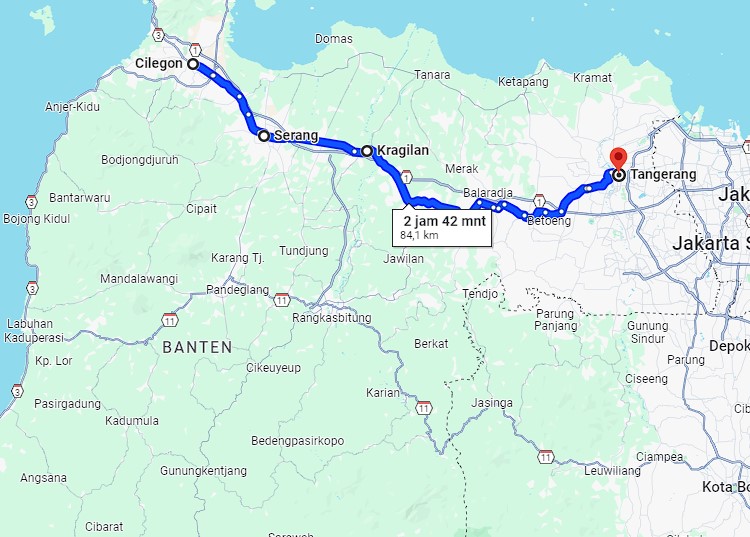 3
1
Domas
Cilegon
Tanara
Ketapang
Kramat
Anjer-Kidu
Serang
Kragilan
Bodjongdjuruh
1
Merak
Tangerang
Balaradja
Bantarwaru
3
Cipait
1
Jak
Bojong Kidul
2 jam 42 mnt
84,1 km
Betoeng
Jakarta S
Tundjung
Karang Tj.
Jawilan
Mandalawangi
3
Pandeglang
11
Tendjo
Rangkasbitung
Parung
Panjang
11
Labuhan
Kaduperasi
Gunung
Sindur
BANTEN
Berkat
Depok
Kp. Lor
Parung
Cikeuyeup
Ciseeng
3
Karian
Pasirgadung
11
Jasinga
Cib
Kadumula
Bedengpasirkopo
Ciampea
11
Gunungkentjang
Leuwiliang
Angsana
Kota Bo
Cibarat